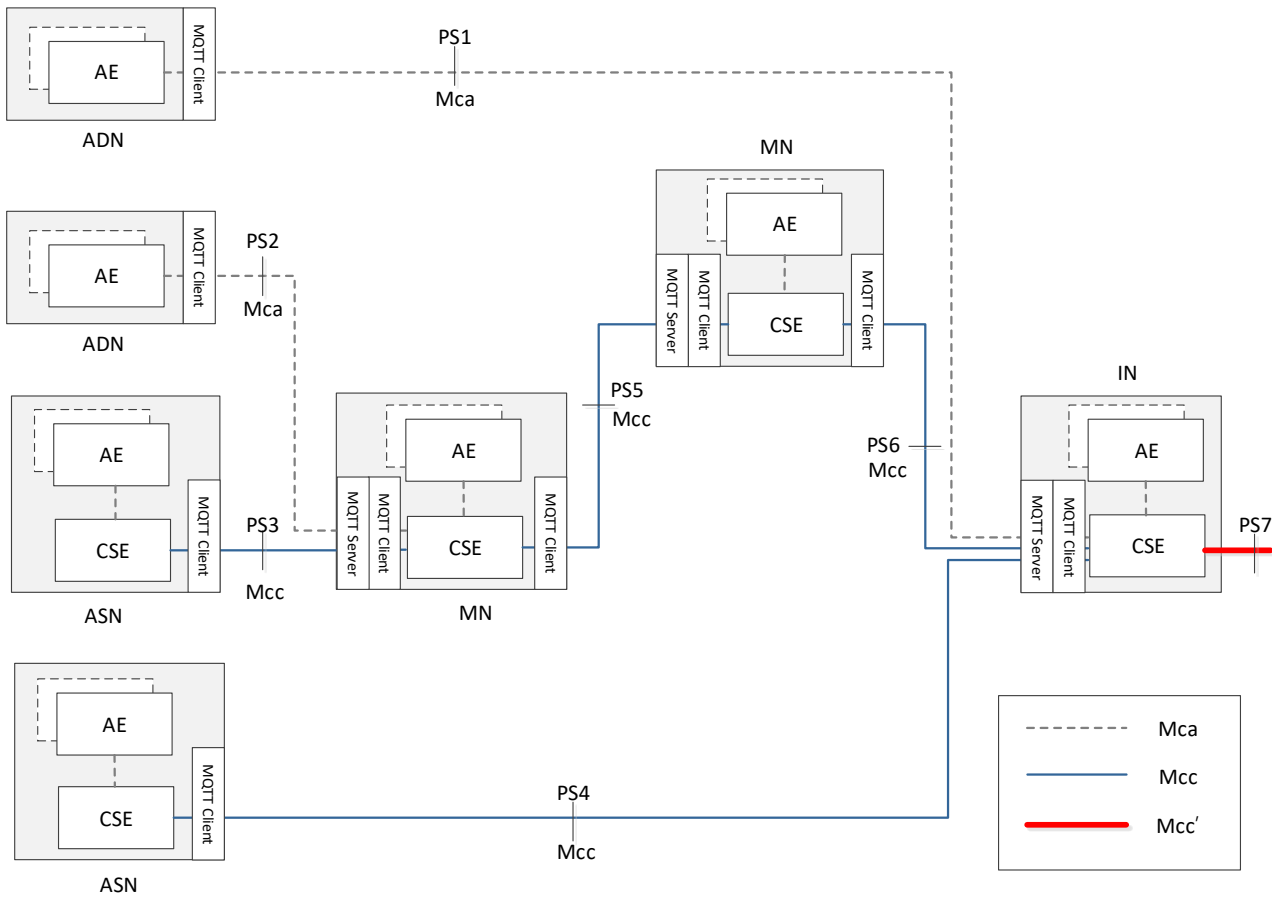 AE
MQTT Client
ADN
PS1
Mca
AE
MQTT Client
ADN
PS2
Mca
MN
AE
CSE
MQTT Server
MQTT Client
MQTT Client
AE
CSE
MQTT Client
ASN
PS3
Mcc
AE
CSE
MQTT Server
MQTT Client
MQTT Client
MN
PS5
Mcc
PS6
Mcc
IN
AE
CSE
MQTT Server
MQTT Client
PS7
AE
CSE
MQTT Client
ASN
PS4
Mcc
Mca
Mcc
Mcc′